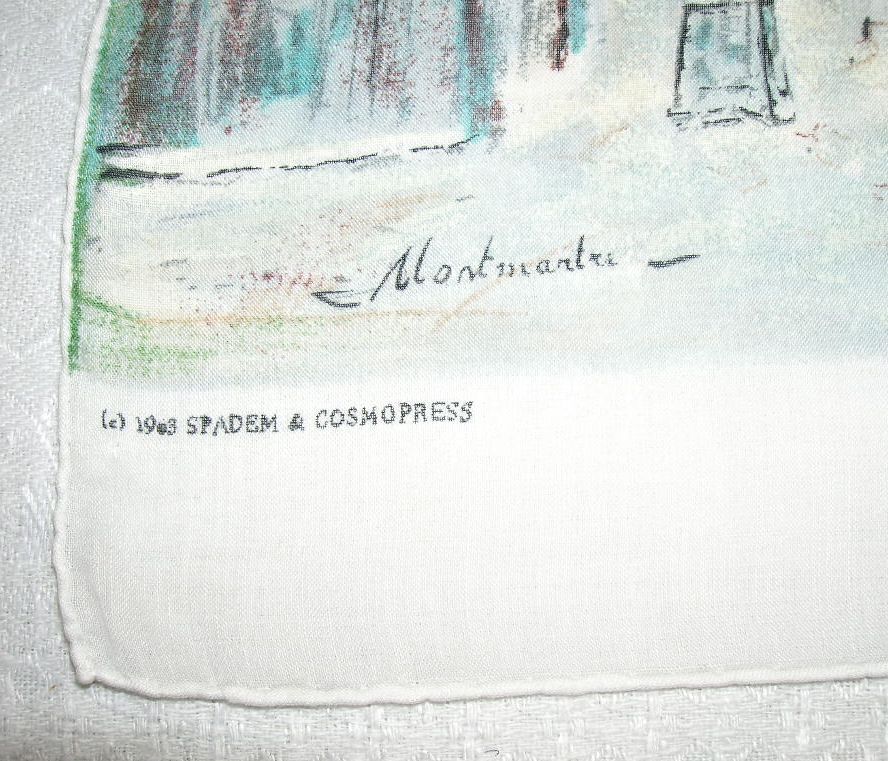 Montmartre -
(c) 1963 SPADEM & COSMOPRESS